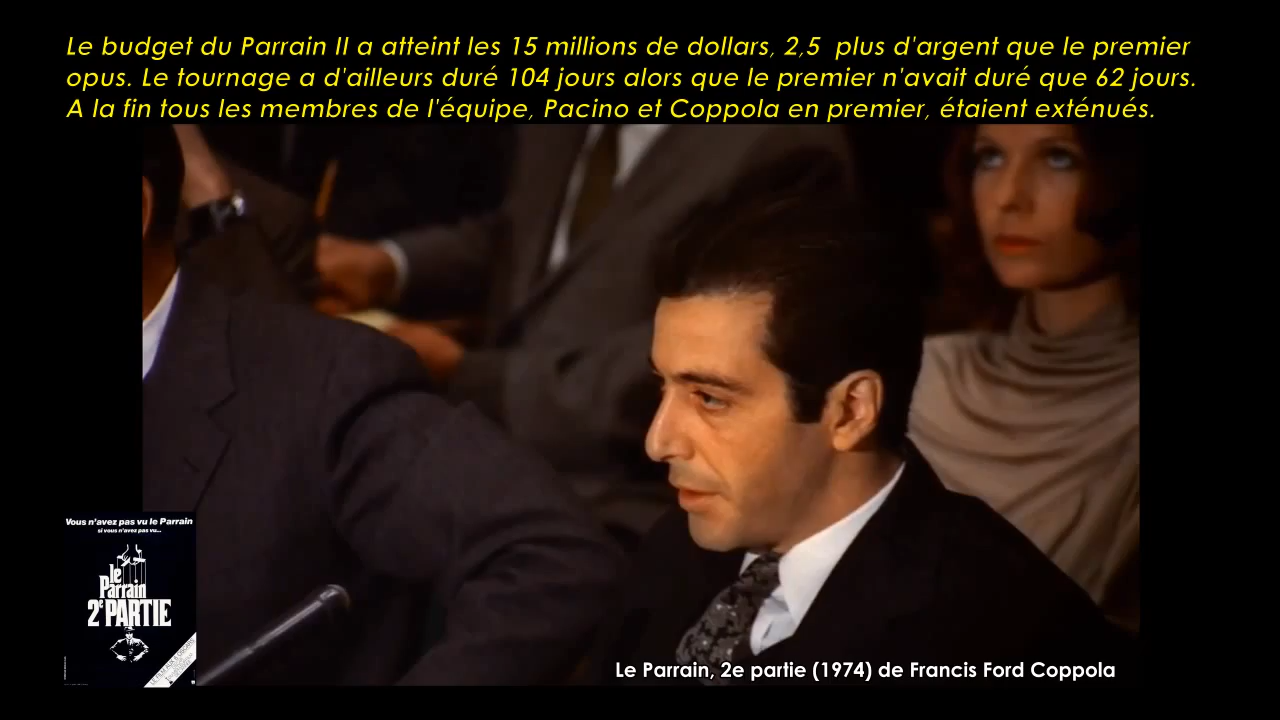 Le budget du Parrain II a atteint les 15 millions de dollars, 2,5  plus d'argent que le premier
opus. Le tournage a d'ailleurs duré 104 jours alors que le premier n'avait duré que 62 jours.
A la fin tous les membres de l'équipe, Pacino et Coppola en premier, étaient exténués.
Vous n'avez pas vu le Parrain
si vous n'avez pas vu...
le
Parrain
2e PARTIE
Le Parrain, 2e partie (1974) de Francis Ford Coppola